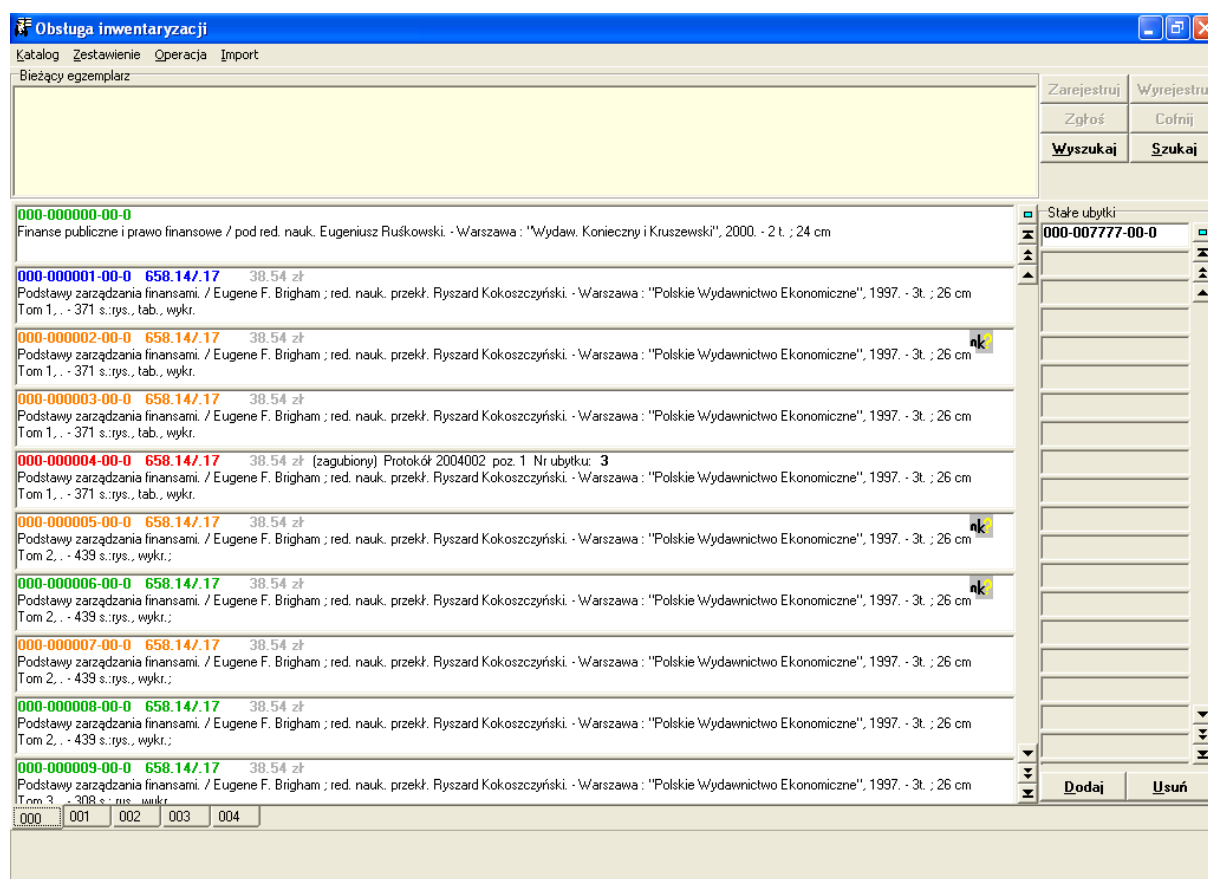 Obsługa inwentaryzacji
Katalog Zestawienie Operacja Import
Bieżący egzemplarz
Zarejestruj Wyrejestru
Zgłoś Cofnij
Wyszukaj Szukaj
000-000000-00-0
Finanse publiczne i prawo finansowe / pod red. nauk. Eugeniusz Ruśkowski. - Warszawa : "Wydaw. Konieczny i Kruszewski", 2000. - 2 t. ; 24 cm
000-000001-00-0 658.14/.17 38.54 zł
Podstawy zarządzania finansami. / Eugene F. Brigham ; red. nauk. przekł. Ryszard Kokoszczyński. - Warszawa : "Polskie Wydawnictwo Ekonomiczne", 1997. - 3t. ; 26 cm
Tom 1, . - 371 s.:rys., tab., wykr.
000-000002-00-0 658.14/.17 38.54 zł nk?
Podstawy zarządzania finansami. / Eugene F. Brigham ; red. nauk. przekł. Ryszard Kokoszczyński. - Warszawa : "Polskie Wydawnictwo Ekonomiczne", 1997. - 3t. ; 26 cm
Tom 1, . - 371 s.:rys., tab., wykr.
000-000003-00-0 658.14/.17 38.54 zł
Podstawy zarządzania finansami. / Eugene F. Brigham ; red. nauk. przekł. Ryszard Kokoszczyński. - Warszawa : "Polskie Wydawnictwo Ekonomiczne", 1997. - 3t. ; 26 cm
Tom 1, . - 371 s.:rys., tab., wykr.
000-000004-00-0 658.14/.17 38.54 zł (zagubiony) Protokół 2004002 poz. 1 Nr ubytku: 3
Podstawy zarządzania finansami. / Eugene F. Brigham ; red. nauk. przekł. Ryszard Kokoszczyński. - Warszawa : "Polskie Wydawnictwo Ekonomiczne", 1997. - 3t. ; 26 cm
Tom 1, . - 371 s.:rys., tab., wykr.
000-000005-00-0 658.14/.17 38.54 zł nk?
Podstawy zarządzania finansami. / Eugene F. Brigham ; red. nauk. przekł. Ryszard Kokoszczyński. - Warszawa : "Polskie Wydawnictwo Ekonomiczne", 1997. - 3t. ; 26 cm
Tom 2, . - 439 s.:rys., wykr.;
000-000006-00-0 658.14/.17 38.54 zł nk?
Podstawy zarządzania finansami. / Eugene F. Brigham ; red. nauk. przekł. Ryszard Kokoszczyński. - Warszawa : "Polskie Wydawnictwo Ekonomiczne", 1997. - 3t. ; 26 cm
Tom 2, . - 439 s.:rys., wykr.;
000-000007-00-0 658.14/.17 38.54 zł
Podstawy zarządzania finansami. / Eugene F. Brigham ; red. nauk. przekł. Ryszard Kokoszczyński. - Warszawa : "Polskie Wydawnictwo Ekonomiczne", 1997. - 3t. ; 26 cm
Tom 2, . - 439 s.:rys., wykr.;
000-000008-00-0 658.14/.17 38.54 zł
Podstawy zarządzania finansami. / Eugene F. Brigham ; red. nauk. przekł. Ryszard Kokoszczyński. - Warszawa : "Polskie Wydawnictwo Ekonomiczne", 1997. - 3t. ; 26 cm
Tom 2, . - 439 s.:rys., wykr.;
000-000009-00-0 658.14/.17 38.54 zł
Podstawy zarządzania finansami. / Eugene F. Brigham ; red. nauk. przekł. Ryszard Kokoszczyński. - Warszawa : "Polskie Wydawnictwo Ekonomiczne", 1997. - 3t. ; 26 cm
Tom 3, . - 308 s.: rys., wykr
000 001 002 003 004
Stałe ubytki
000-007777-00-0
Dodaj Usuń